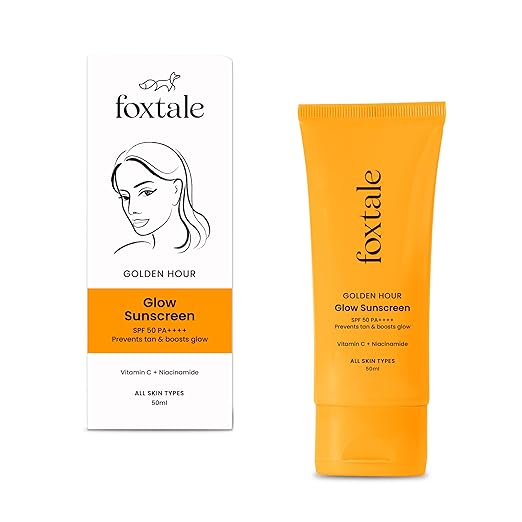 foxtale
GOLDEN HOUR
Glow
Sunscreen
SPF 50 PA++++
Prevents tan & boosts glow
Vitamin C + Niacinamide
ALL SKIN TYPES
50ml
foxtale
GOLDEN HOUR
Glow Sunscreen
SPF 50 PA++++
Prevents tan & boosts glow
Vitamin C + Niacinamide
ALL SKIN TYPES
50ml